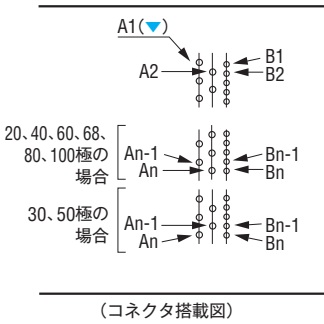 A1(▼)
B1
A2
B2
20、40、60、68、
80、100極の
場合
An-1
Bn-1
An
Bn
30、50極の
場合
An-1
Bn-1
An
Bn
(コネクタ搭載図)